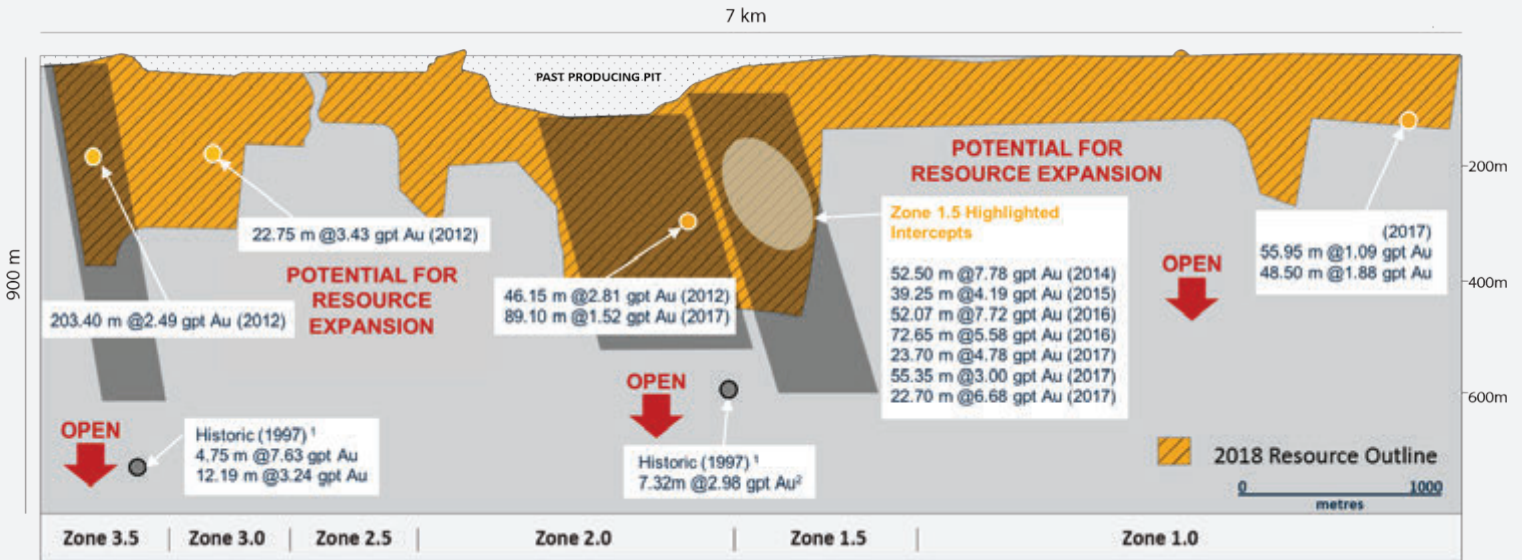 7 km
PAST PRODUCING PIT
900 m
200m
400m
600m
22.75 m @3.43 gpt Au (2012)
POTENTIAL FOR
RESOURCE
EXPANSION
203.40 m @2.49 gpt Au (2012)
46.15 m @2.81 gpt Au (2012)
89.10 m @1.52 gpt Au (2017)
POTENTIAL FOR
RESOURCE EXPANSION
Zone 1.5 Highlighted
Intercepts
52.50 m @7.78 gpt Au (2014)
39.25 m @4.19 gpt Au (2015)
52.07 m @7.72 gpt Au (2016)
72.65 m @5.58 gpt Au (2016)
23.70 m @4.78 gpt Au (2017)
55.35 m @3.00 gpt Au (2017)
22.70 m @6.68 gpt Au (2017)
OPEN
(2017)
55.95 m @1.09 gpt Au
48.50 m @1.88 gpt Au
OPEN
Historic (1997) ¹
4.75 m @7.63 gpt Au
12.19 m @3.24 gpt Au
OPEN
Historic (1997) ¹
7.32m @2.98 gpt Au²
2018 Resource Outline
0 1000
metres
Zone 3.5 | Zone 3.0 | Zone 2.5 | Zone 2.0 | Zone 1.5 | Zone 1.0